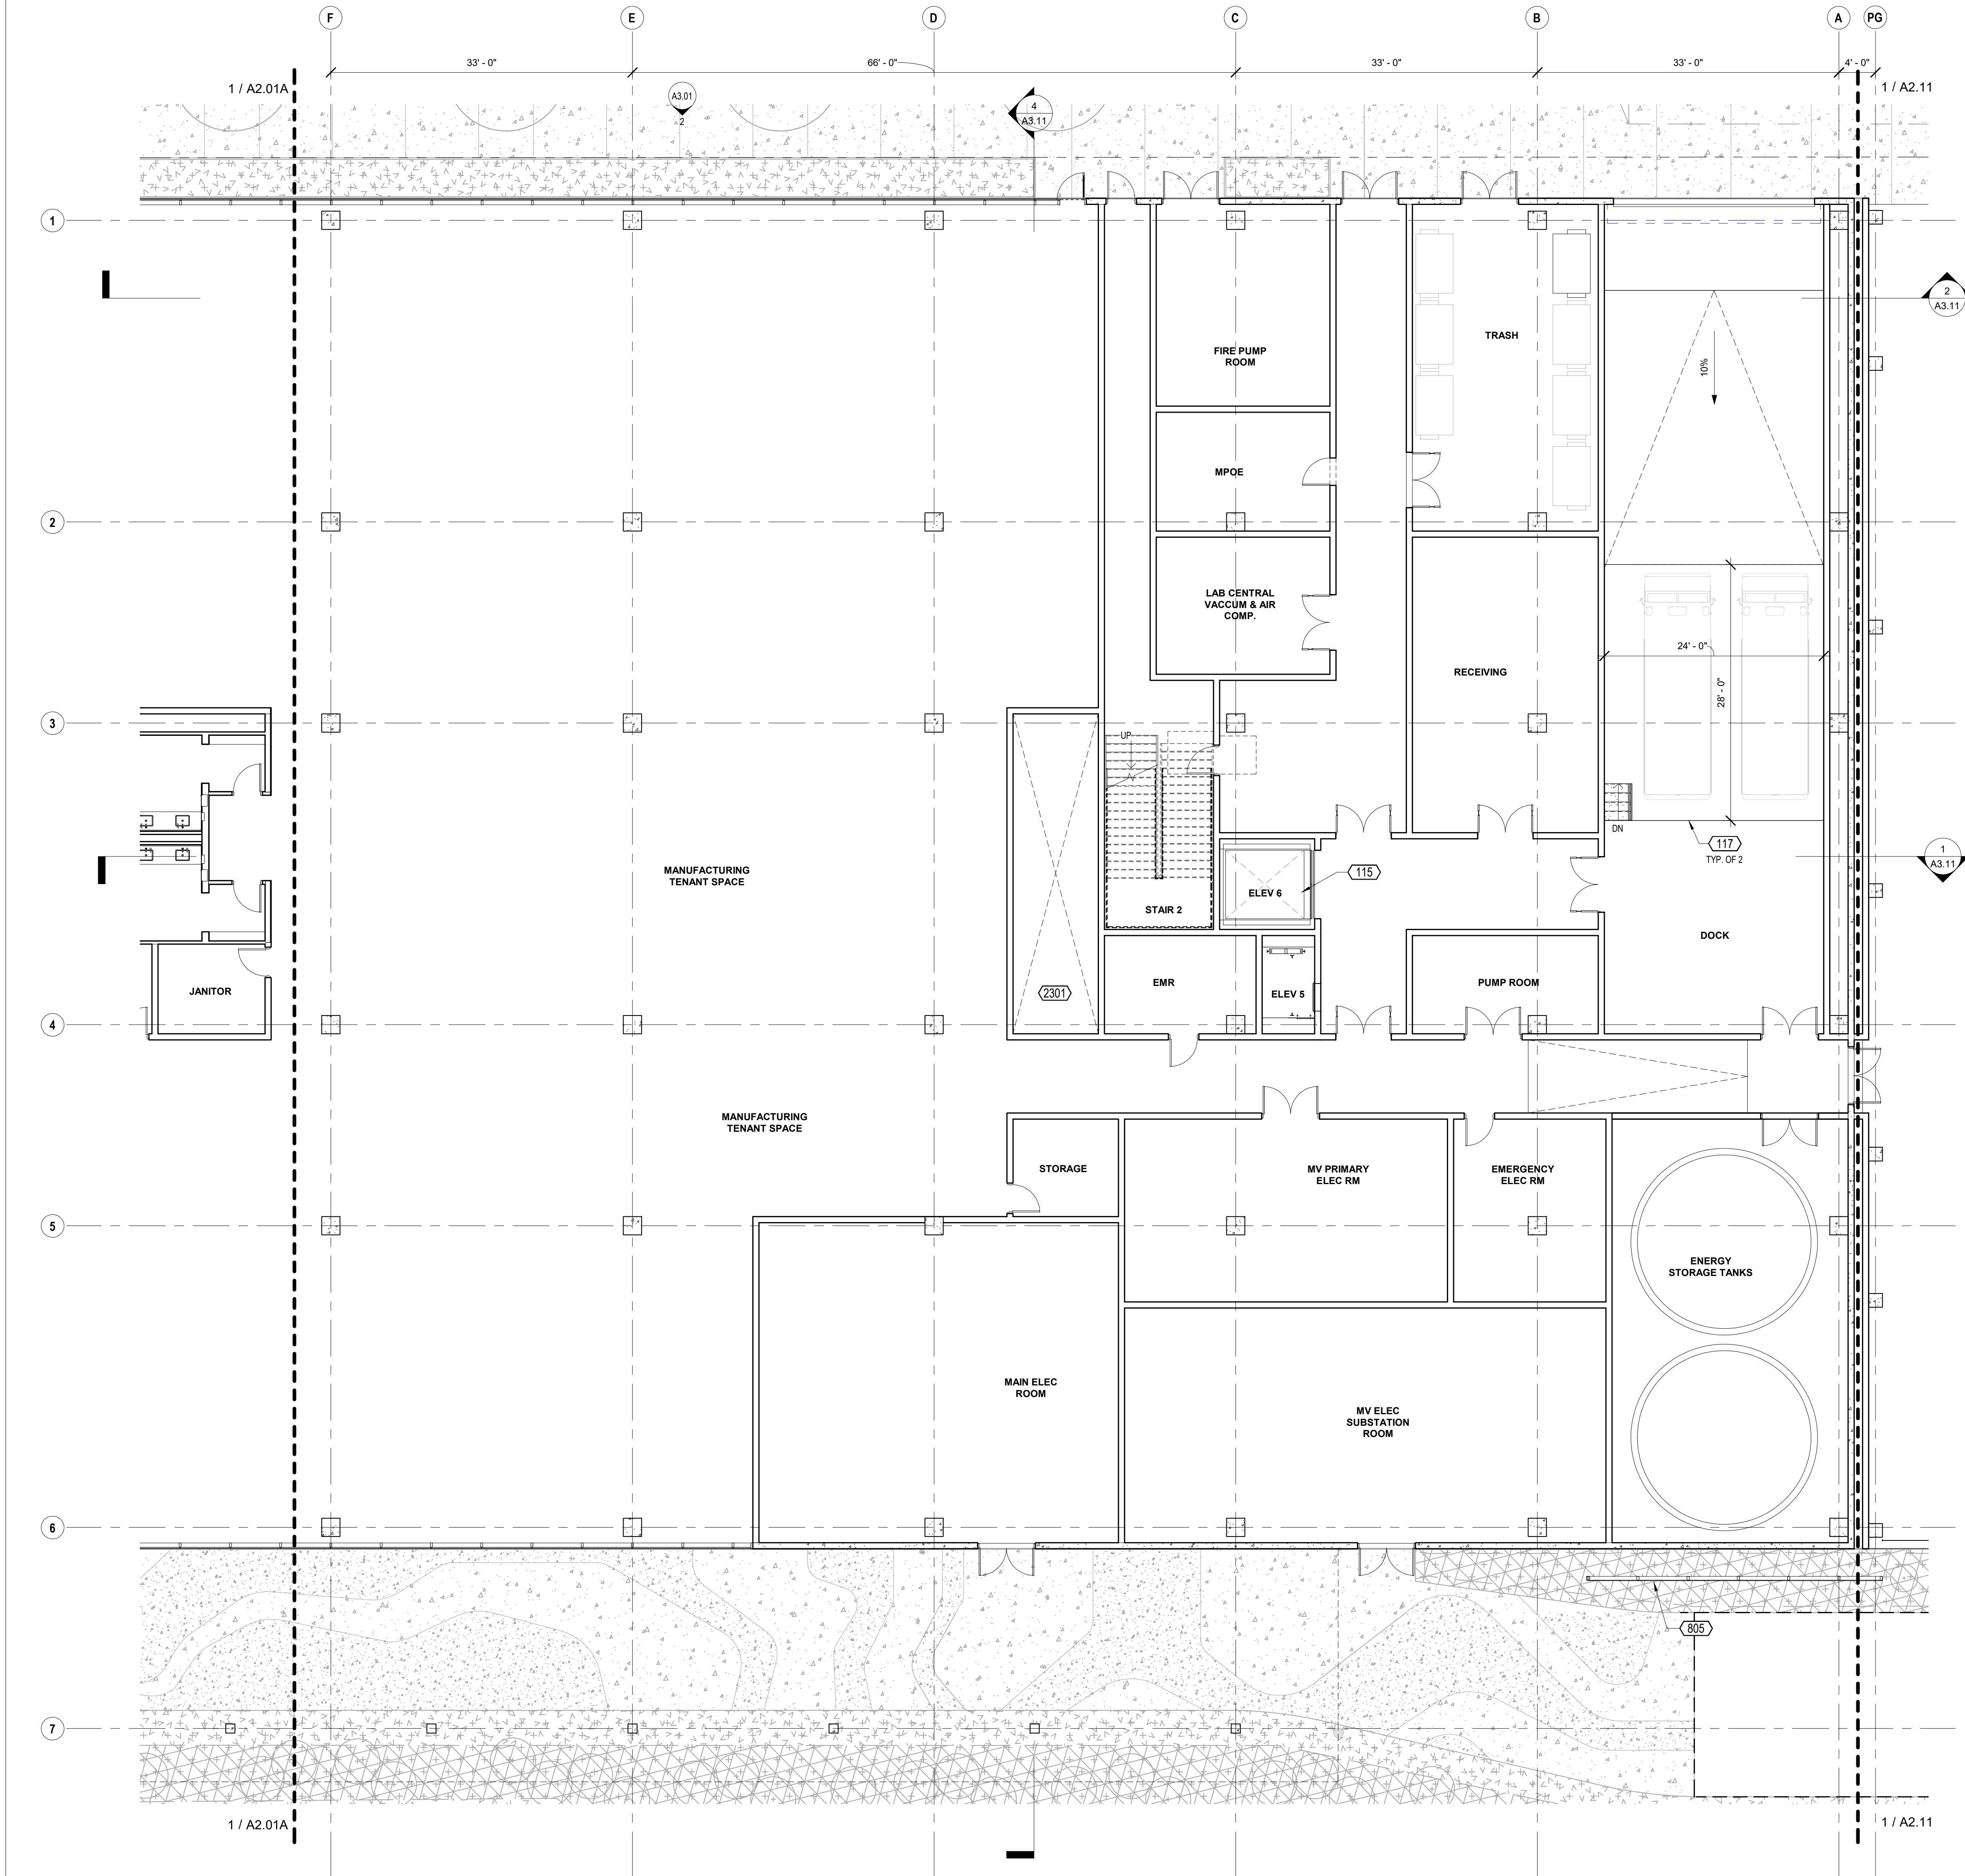 F
E
D
C
B
A
PG
33' - 0"
66' - 0"
33' - 0"
33' - 0"
4' - 0"
1 / A2.01A
1 / A2.11
A3.01
2
4
A3.11
1
2
A3.11
TRASH
FIRE PUMP
ROOM
10%
MPOE
2
LAB CENTRAL
VACCUM & AIR
COMP.
24' - 0"
RECEIVING
28' - 0"
3
UP
DN
117
TYP. OF 2
1
A3.11
MANUFACTURING
TENANT SPACE
115
ELEV 6
STAIR 2
DOCK
JANITOR
2301
EMR
ELEV 5
PUMP ROOM
4
MANUFACTURING
TENANT SPACE
STORAGE
MV PRIMARY
ELEC RM
EMERGENCY
ELEC RM
5
ENERGY
STORAGE TANKS
MAIN ELEC
ROOM
MV ELEC
SUBSTATION
ROOM
6
805
7
1 / A2.01A
1 / A2.11